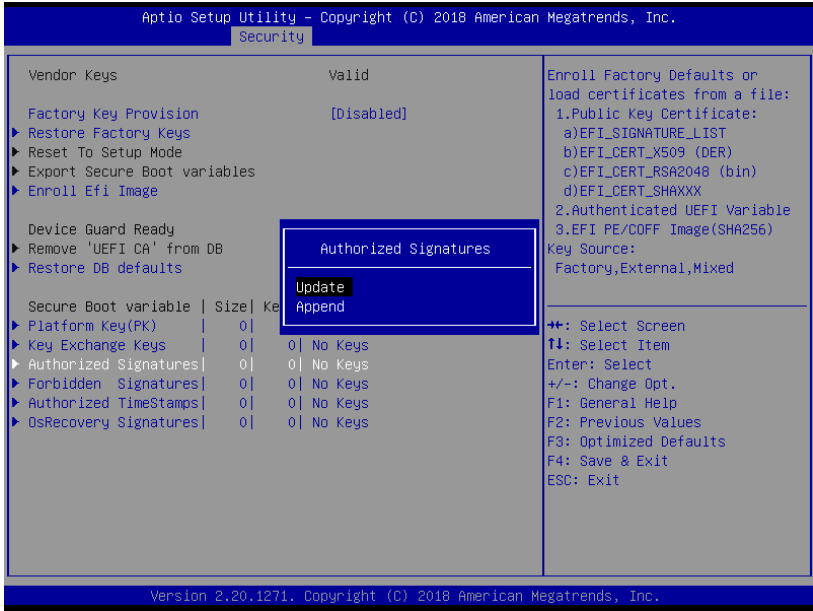 Aptio Setup Utility – Copyright (C) 2018 American Megatrends, Inc.
Security
Vendor Keys Valid
Factory Key Provision [Disabled]
Restore Factory Keys
Reset To Setup Mode
Export Secure Boot variables
Enroll Efi Image
Device Guard Ready
Remove 'UEFI CA' from DB
Restore DB defaults
Secure Boot variable | Size| Ke
Platform Key(PK) | 0|
Key Exchange Keys | 0| 0| No Keys
Authorized Signatures| 0| 0| No Keys
Forbidden Signatures| 0| 0| No Keys
Authorized TimeStamps| 0| 0| No Keys
OsRecovery Signatures| 0| 0| No Keys
Authorized Signatures
Update
Append
Enroll Factory Defaults or
load certificates from a file:
1.Public Key Certificate:
a)EFI_SIGNATURE_LIST
b)EFI_CERT_X509 (DER)
c)EFI_CERT_RSA2048 (bin)
d)EFI_CERT_SHAXXX
2.Authenticated UEFI Variable
3.EFI PE/COFF Image(SHA256)
Key Source:
Factory,External,Mixed
→←: Select Screen
↑↓: Select Item
Enter: Select
+/-: Change Opt.
F1: General Help
F2: Previous Values
F3: Optimized Defaults
F4: Save & Exit
ESC: Exit
Version 2.20.1271. Copyright (C) 2018 American Megatrends, Inc.